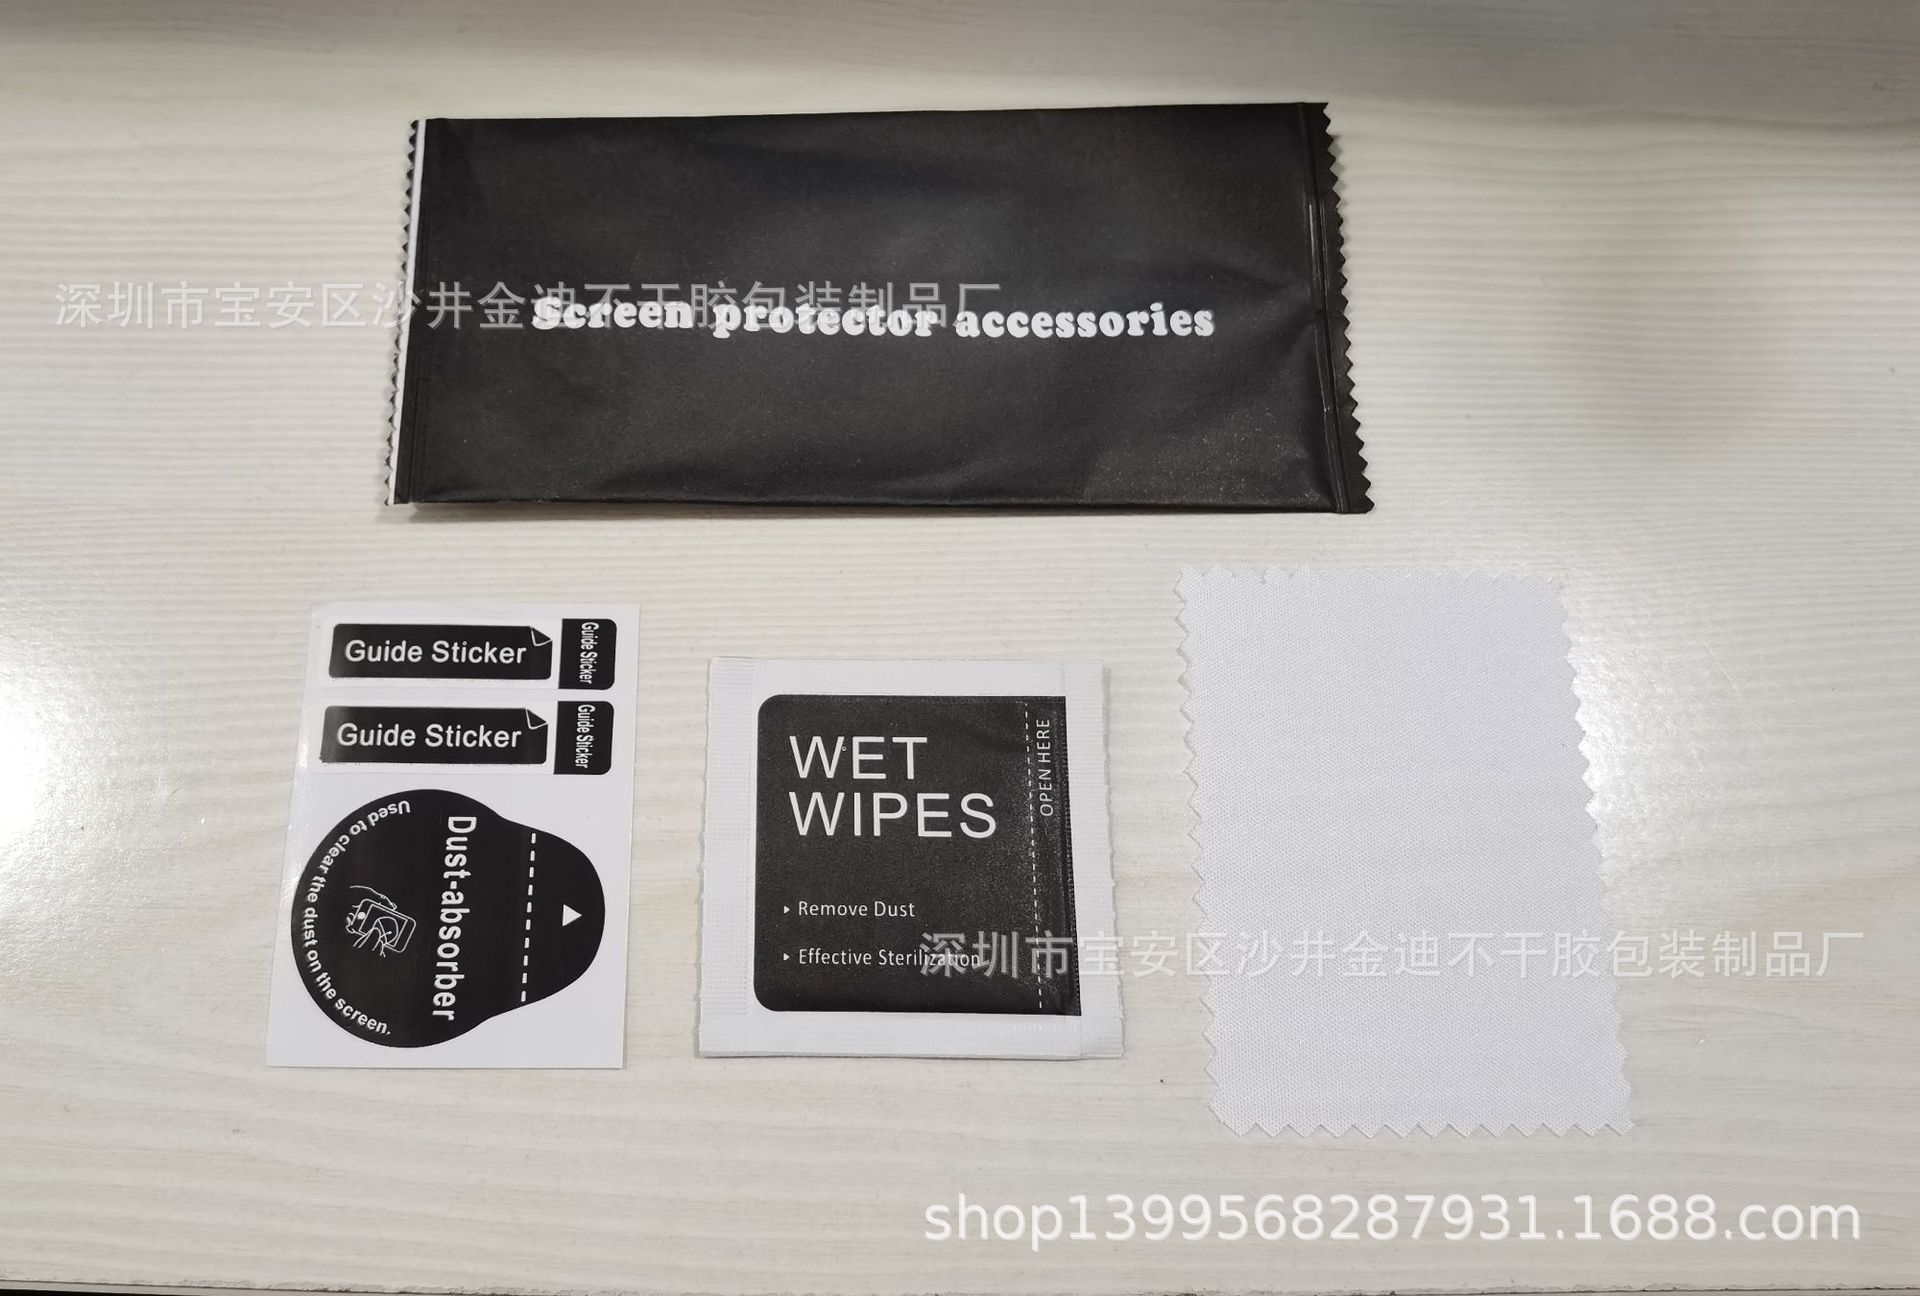 深圳市宝安区沙井金迪不干胶包装制品厂
Screen protector accessories
Guide Sticker
Guide Sticker
Guide Sticker
Guide Sticker
Dust-absorber
Used to clear the dust on the screen.
WET
WIPES
OPEN HERE
Remove Dust
Effective Sterilization
深圳市宝安区沙井金迪不干胶包装制品厂
shop1399568287931.1688.com